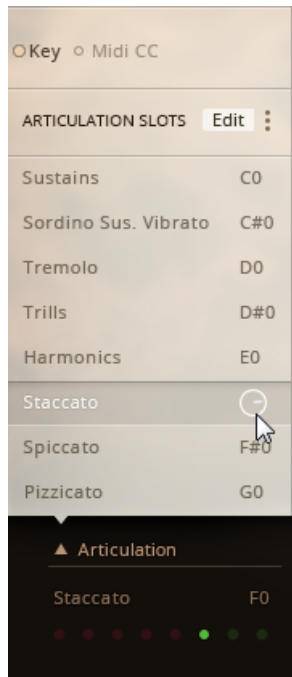 Key Midi CC
ARTICULATION SLOTS Edit
Sustains C0
Sordino Sus. Vibrato C#0
Tremolo D0
Trills D#0
Harmonics E0
Staccato
Spiccato F#0
Pizzicato G0
Articulation
Staccato F0